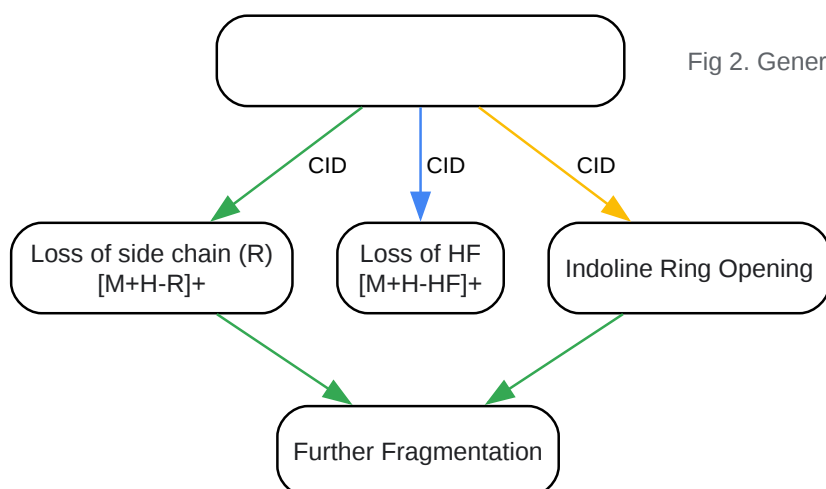 Fig 2. Gener
CID
CID
CID
Loss of side chain (R)
[M+H-R]+
Loss of HF
[M+H-HF]+
Indoline Ring Opening
Further Fragmentation